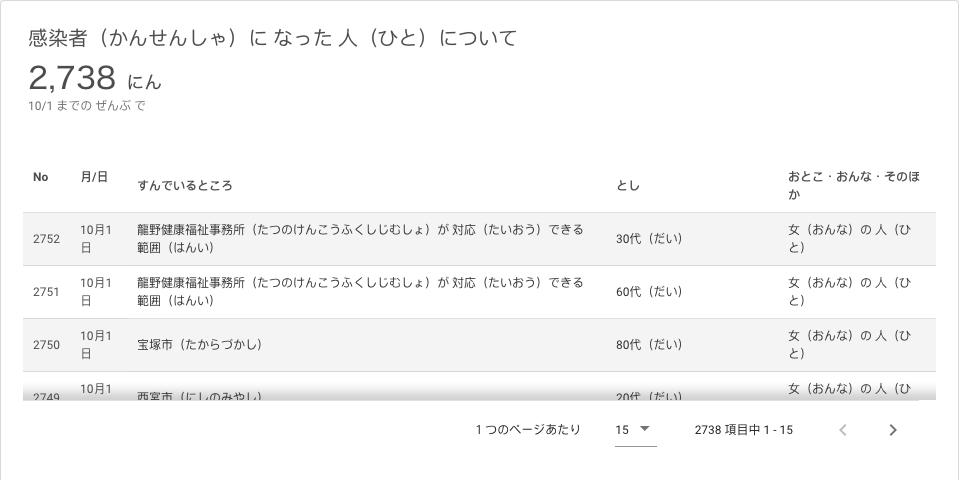 感染者（かんせんしゃ）に なった 人（ひと）について
2,738 にん
10/1 までの ぜんぶ で
No 月/日 すんでいるところ とし おとこ・おんな・そのほ
か
2752 10月1
日 龍野健康福祉事務所（たつのけんこうふくしじむしょ）が 対応（たいおう）できる
範囲（はんい） 30代（だい） 女（おんな）の 人（ひ
と）
2751 10月1
日 龍野健康福祉事務所（たつのけんこうふくしじむしょ）が 対応（たいおう）できる
範囲（はんい） 60代（だい） 女（おんな）の 人（ひ
と）
2750 10月1
日 宝塚市（たからづかし） 80代（だい） 女（おんな）の 人（ひ
と）
2749 10月1 西宮市（にしのみやし） 20代（だい） 女（おんな）の 人（ひ
1 つのページあたり 15 2738 項目中 1 - 15